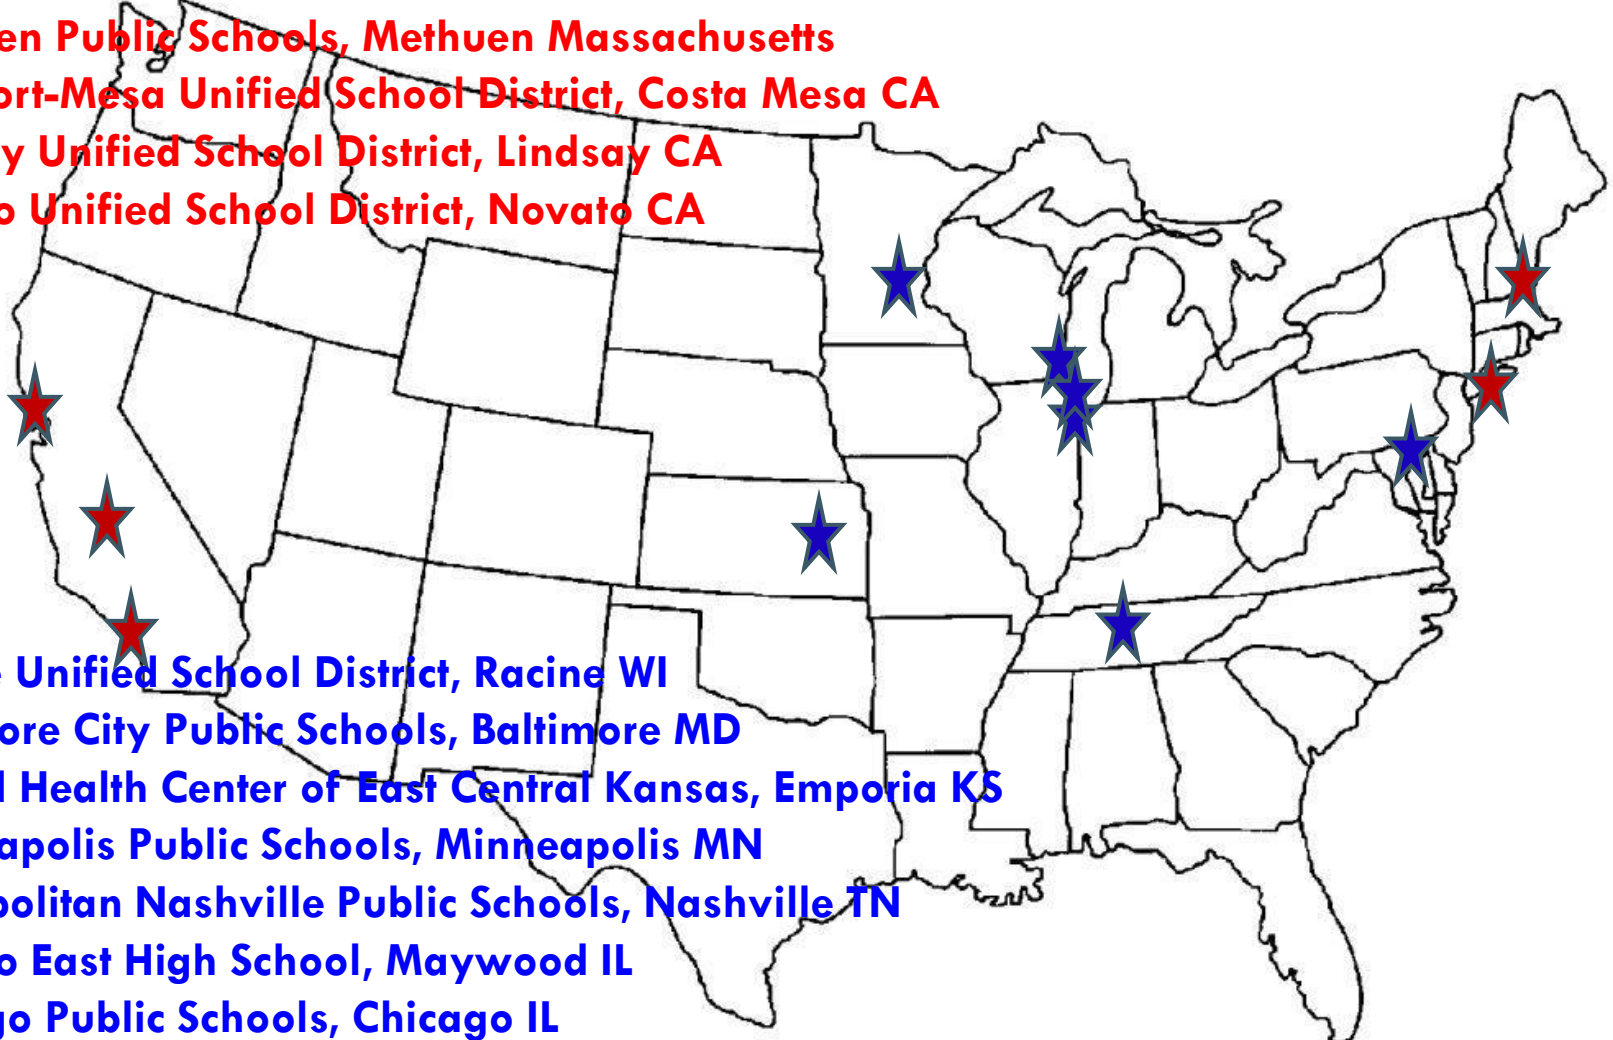 en Public Schools, Methuen Massachusetts
ort-Mesa Unified School District, Costa Mesa CA
y Unified School District, Lindsay CA
o Unified School District, Novato CA
e Unified School District, Racine WI
ore City Public Schools, Baltimore MD
l Health Center of East Central Kansas, Emporia KS
apolis Public Schools, Minneapolis MN
politan Nashville Public Schools, Nashville TN
o East High School, Maywood IL
go Public Schools, Chicago IL